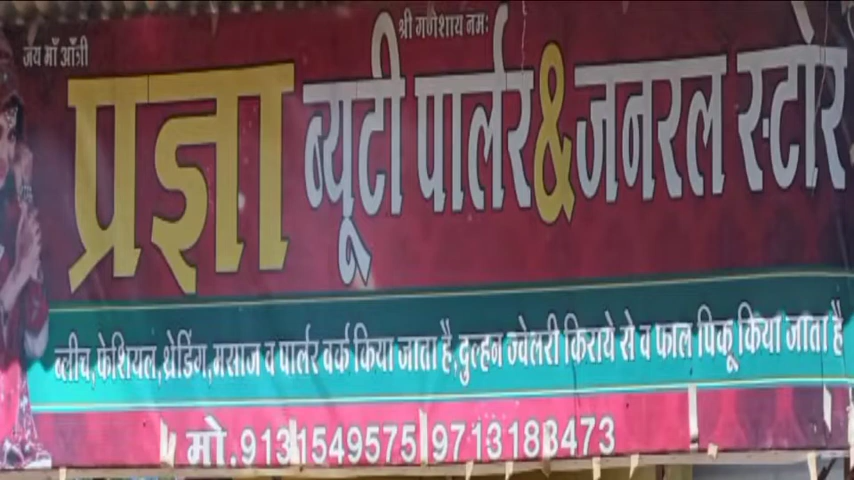 श्री गणेशाय नमः
जय माँ आँत्री
प्रज्ञा ब्यूटी पार्लर & जनरल स्टोर
ब्लीच, फेशियल, थ्रेडिंग, मसाज व पार्लर वर्क किया जाता है, दुल्हन ज्वेलरी किराये से व फाल पिकू किया जाता है
मो. 9131549575, 9713188473